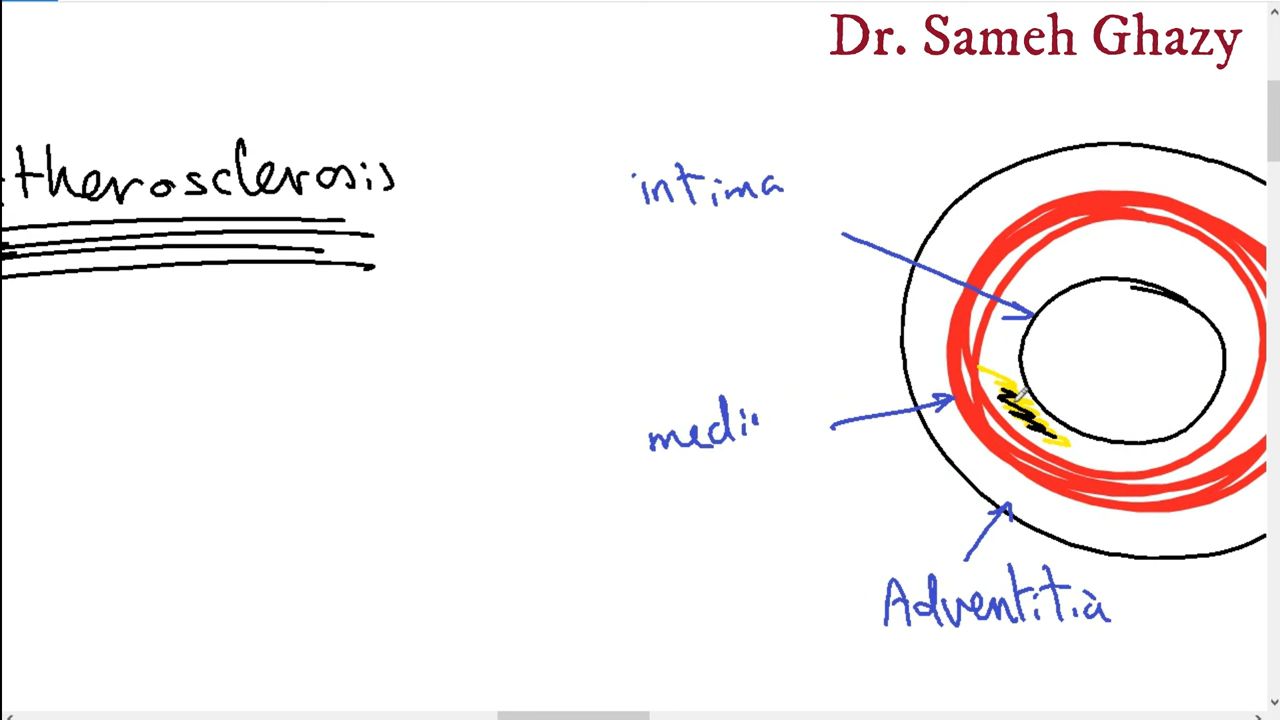 Dr. Sameh Ghazy
therosclerosis
intima
medi
Adventitia